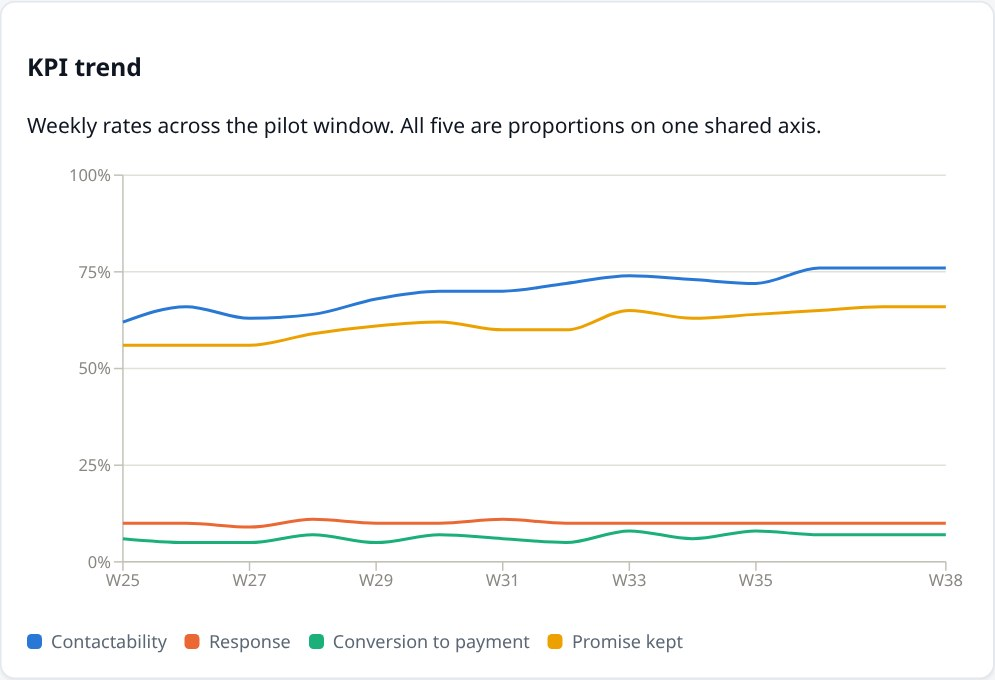 KPI trend
Weekly rates across the pilot window. All five are proportions on one shared axis.
100%
75%
50%
25%
0%
W25 W27 W29 W31 W33 W35 W38
Contactability Response Conversion to payment Promise kept